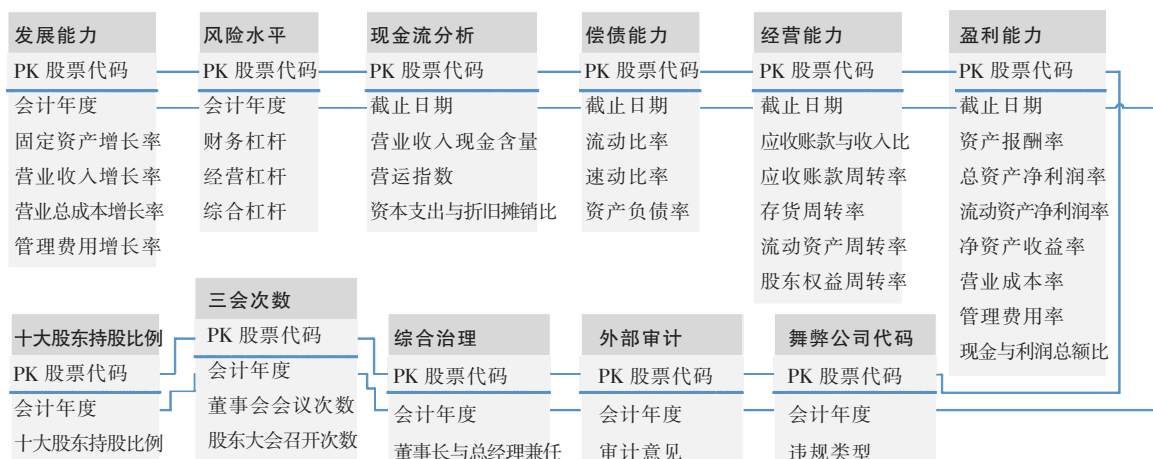 发展能力
PK 股票代码
会计年度
固定资产增长率
营业收入增长率
营业总成本增长率
管理费用增长率
风险水平
PK 股票代码
会计年度
财务杠杆
经营杠杆
综合杠杆
现金流分析
PK 股票代码
截止日期
营业收入现金含量
营运指数
资本支出与折旧摊销比
偿债能力
PK 股票代码
截止日期
流动比率
速动比率
资产负债率
经营能力
PK 股票代码
截止日期
应收账款与收入比
应收账款周转率
存货周转率
流动资产周转率
股东权益周转率
盈利能力
PK 股票代码
截止日期
资产报酬率
总资产净利润率
流动资产净利润率
净资产收益率
营业成本率
管理费用率
现金与利润总额比
十大股东持股比例
PK 股票代码
会计年度
十大股东持股比例
三会次数
PK 股票代码
会计年度
董事会会议次数
股东大会召开次数
综合治理
PK 股票代码
会计年度
董事长与总经理兼任
外部审计
PK 股票代码
会计年度
审计意见
舞弊公司代码
PK 股票代码
会计年度
违规类型